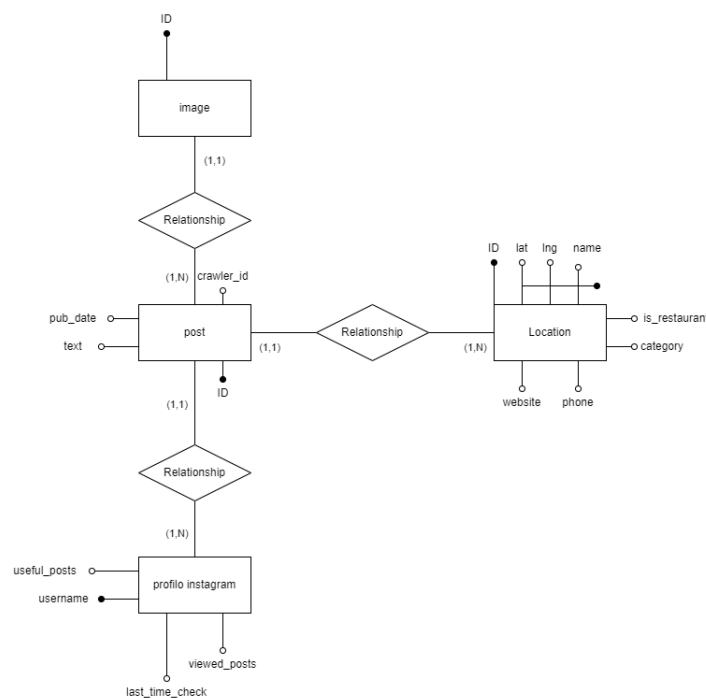 ID
image
(1,1)
Relationship
(1,N)
crawler_id
pub_date
text
post
ID
(1,1)
Relationship
(1,N)
ID
lat
lng
name
Location
is_restaurant
category
website
phone
(1,1)
Relationship
(1,N)
useful_posts
username
profilo instagram
viewed_posts
last_time_check